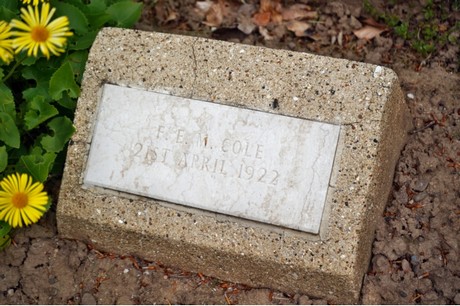 F. E. M. COLE
21ST APRIL 1922